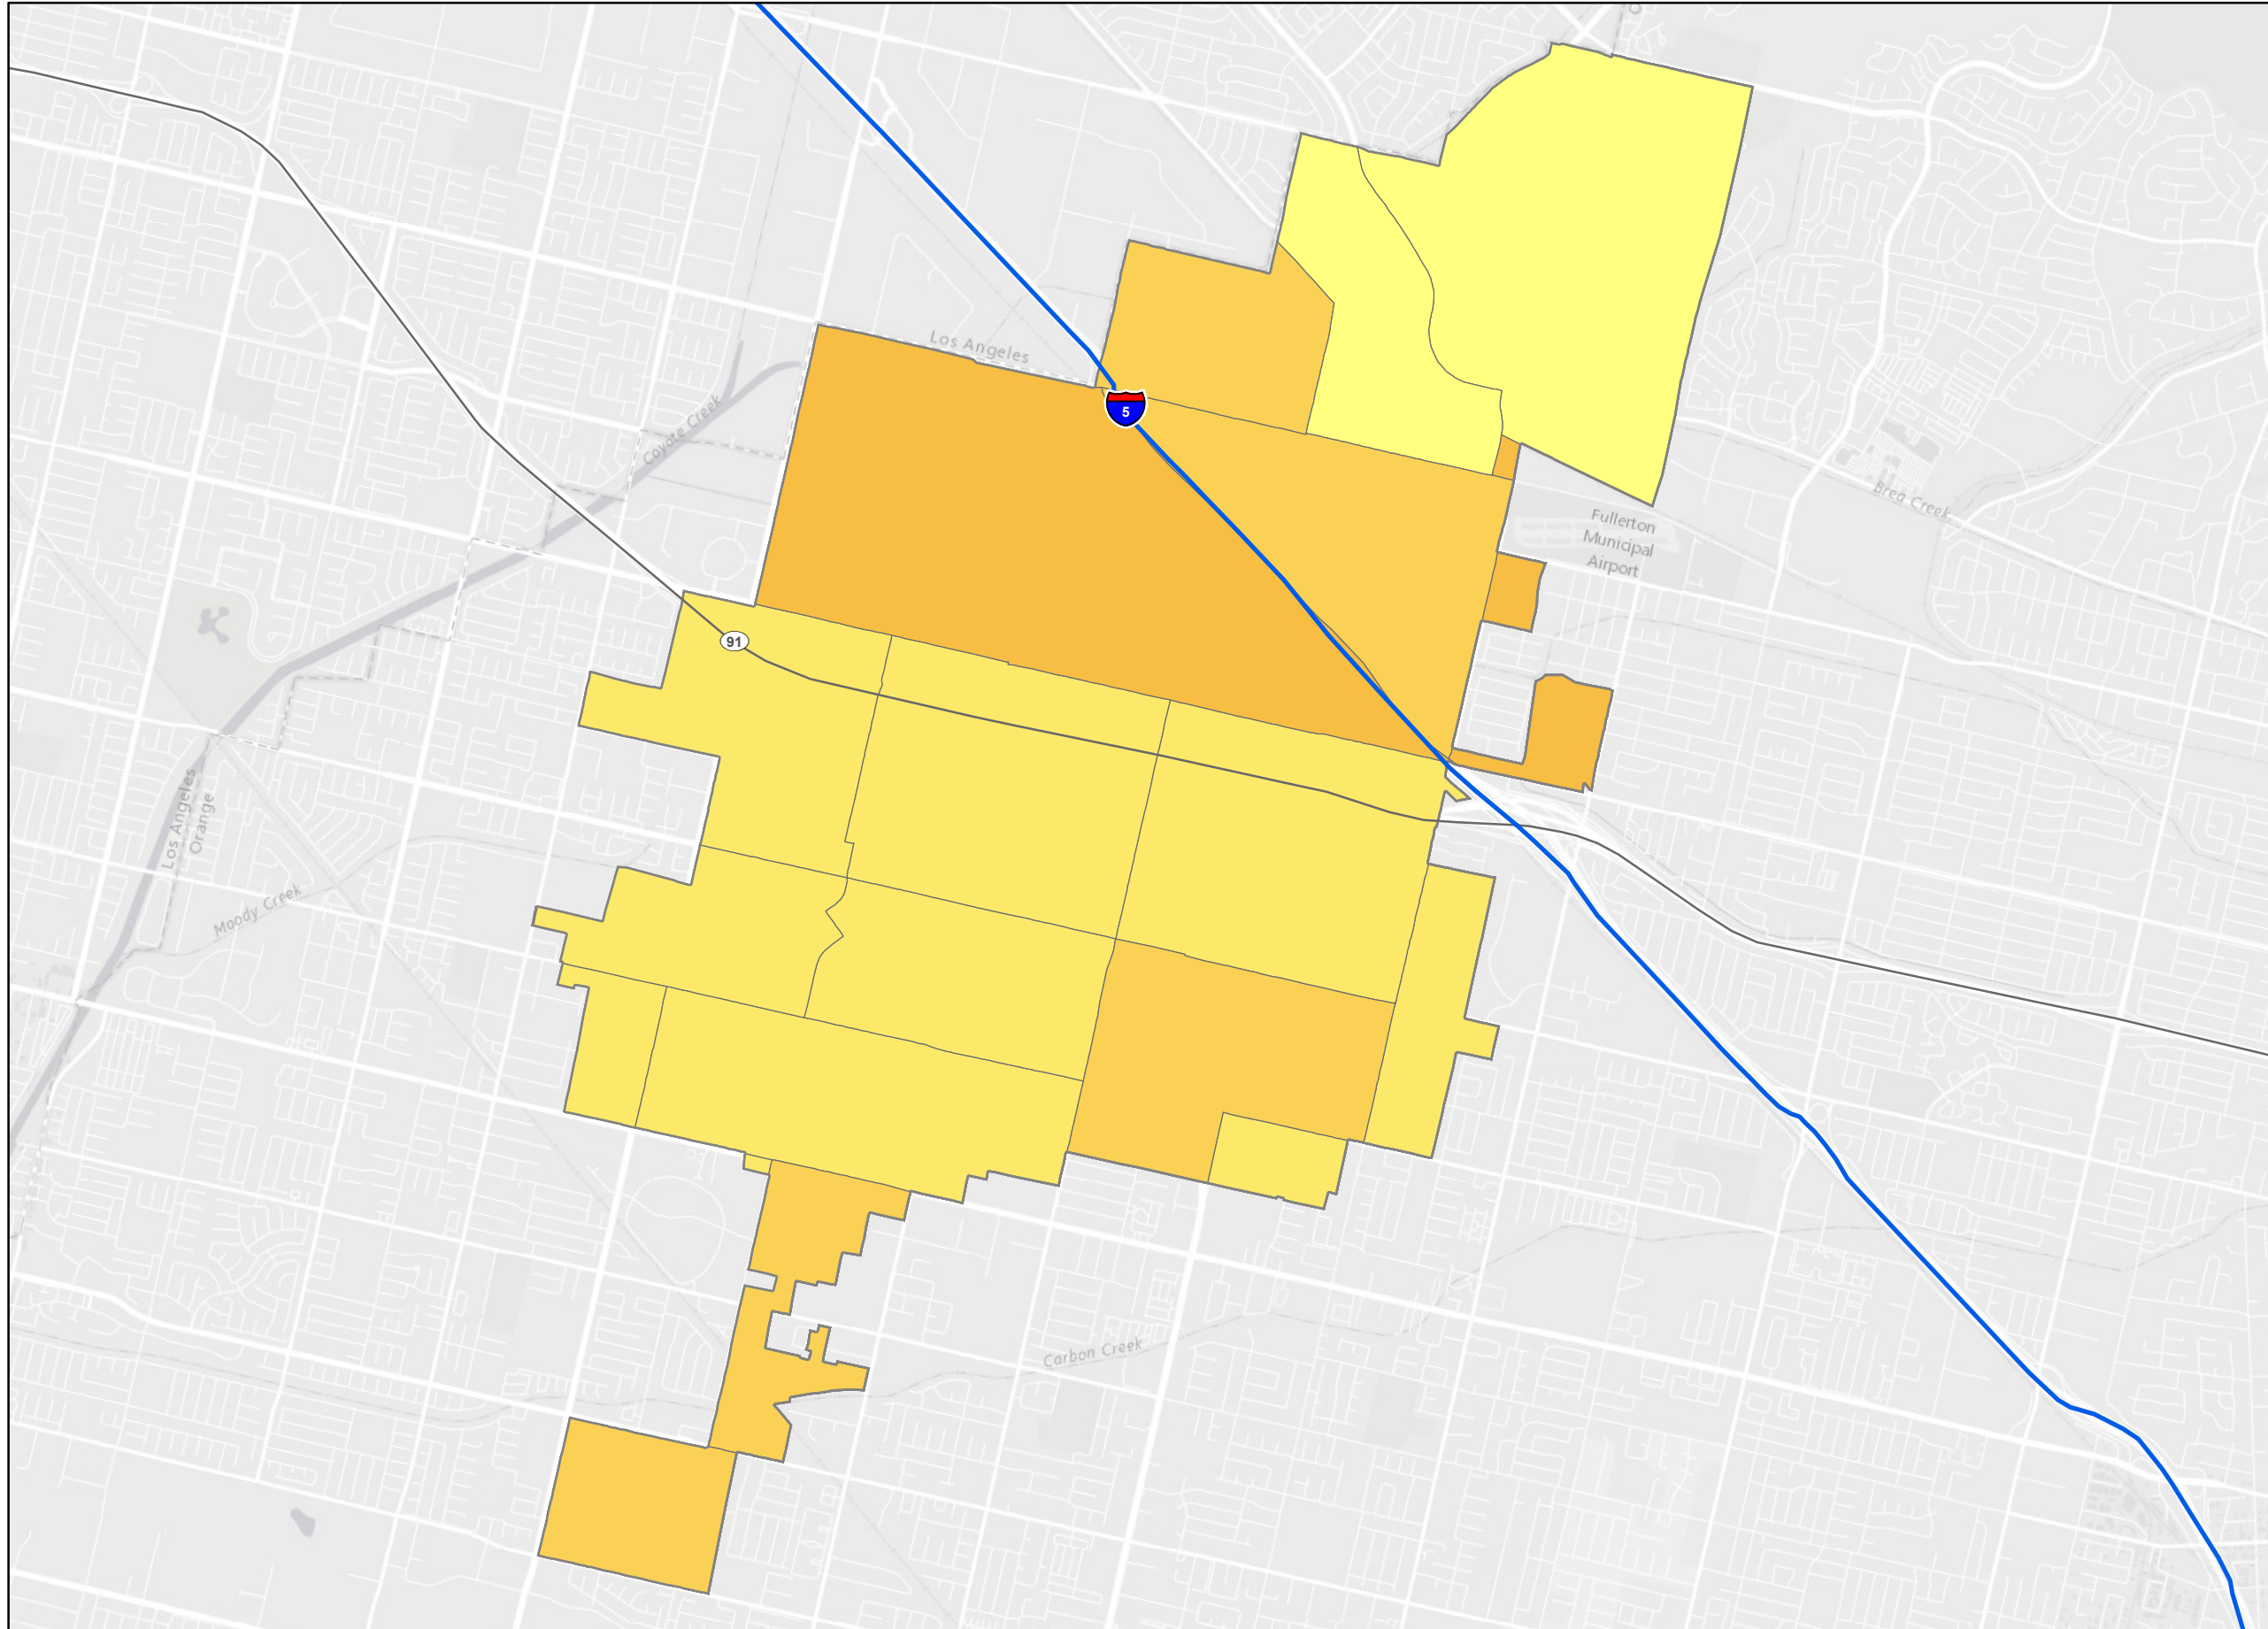 Los Angeles
5
Coyote Creek
Brea Creek
Fullerton
Municipal
Airport
91
Los Angeles
Orange
Moody Creek
Carbon Creek